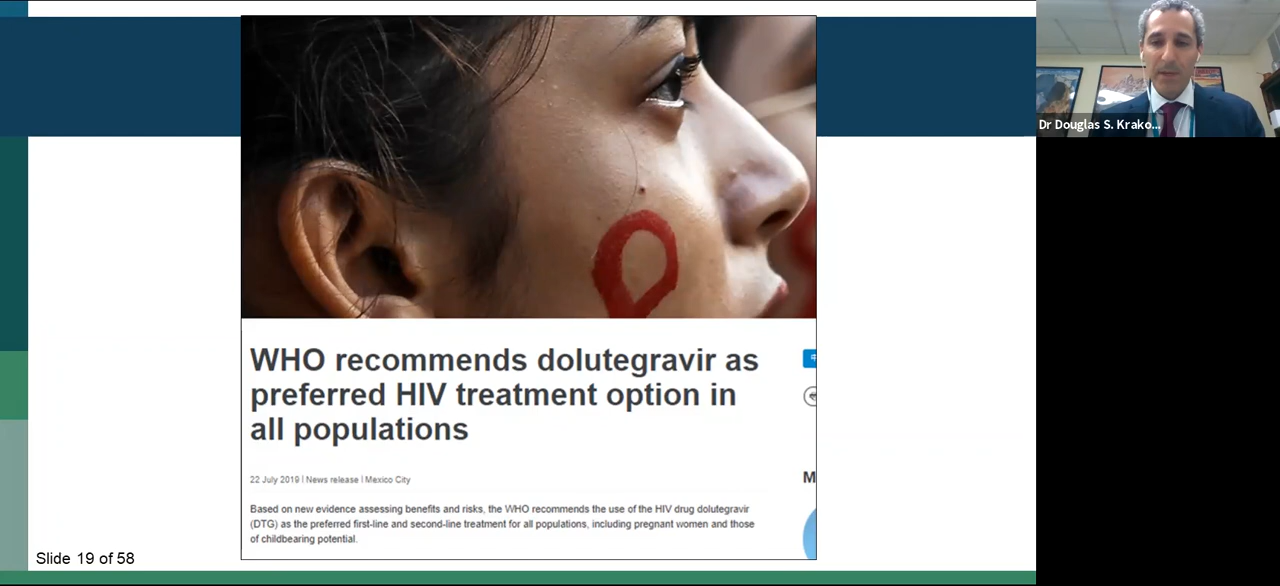 WHO recommends dolutegravir as
preferred HIV treatment option in
all populations
22 July 2019 | News release | Mexico City
Based on new evidence assessing benefits and risks, the WHO recommends the use of the HIV drug dolutegravir
(DTG) as the preferred first-line and second-line treatment for all populations, including pregnant women and those
of childbearing potential.
M
Slide 19 of 58
Dr Douglas S. Krako...